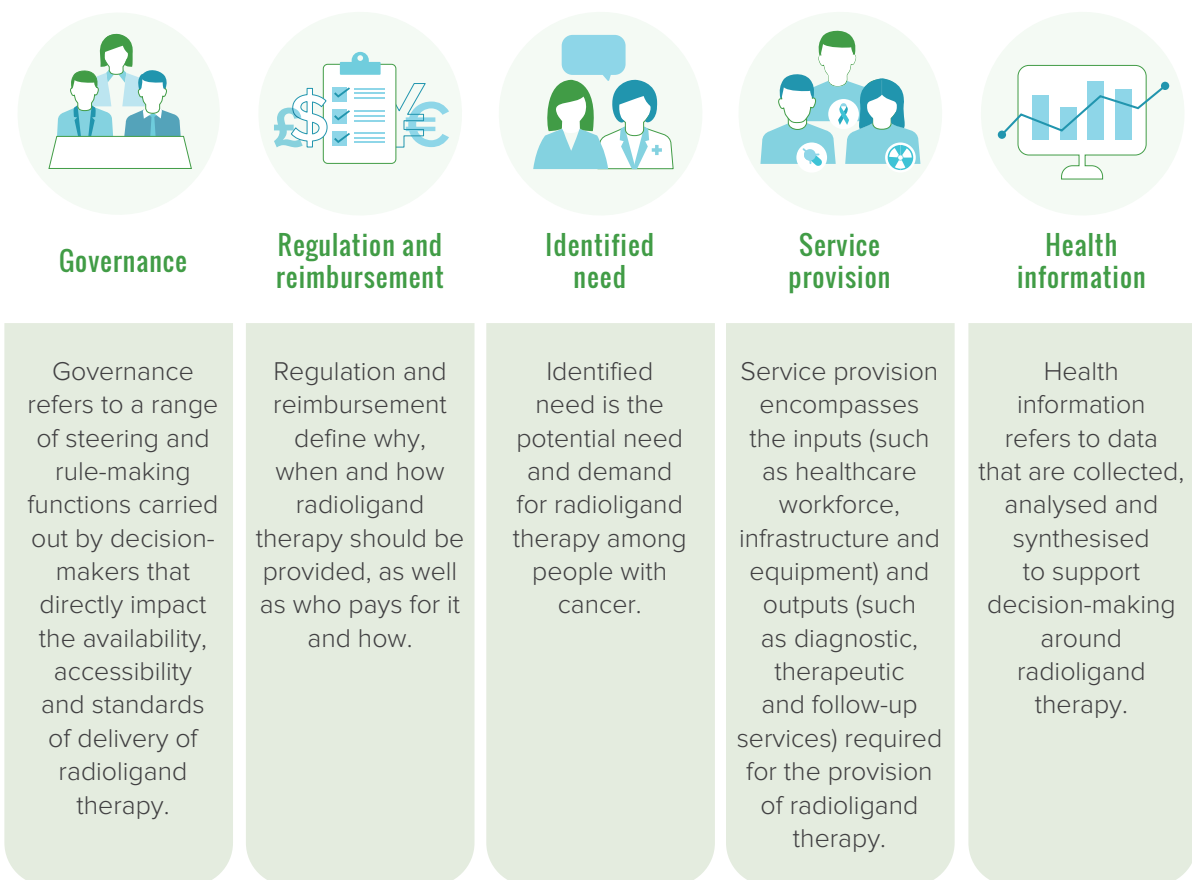 Governance
Regulation and
reimbursement
Identified
need
Service
provision
Health
information
Governance
refers to a range
of steering and
rule-making
functions carried
out by decision-
makers that
directly impact
the availability,
accessibility
and standards
of delivery of
radioligand
therapy.
Regulation and
reimbursement
define why,
when and how
radioligand
therapy should be
provided, as well
as who pays for it
and how.
Identified
need is the
potential need
and demand
for radioligand
therapy among
people with
cancer.
Service provision
encompasses
the inputs (such
as healthcare
workforce,
infrastructure and
equipment) and
outputs (such
as diagnostic,
therapeutic
and follow-up
services) required
for the provision
of radioligand
therapy.
Health
information
refers to data
that are collected,
analysed and
synthesised
to support
decision-making
around
radioligand
therapy.